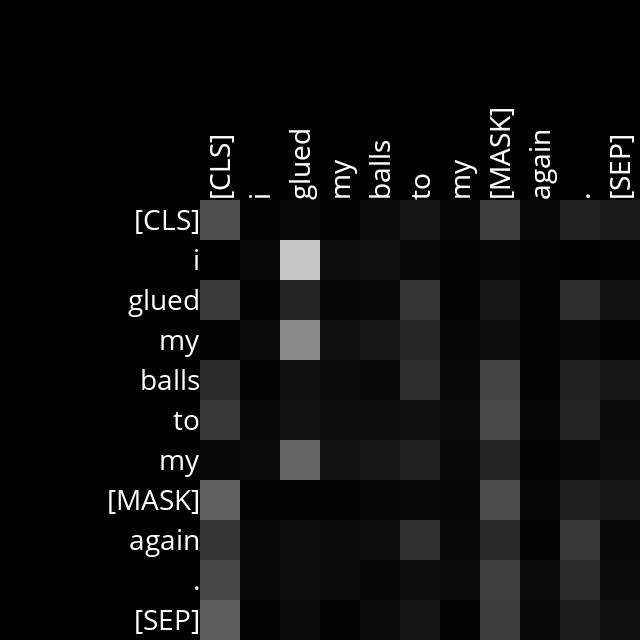 [CLS] i glued my balls to my [MASK] again . [SEP]
[CLS]
i
glued
my
balls
to
my
[MASK]
again
.
[SEP]